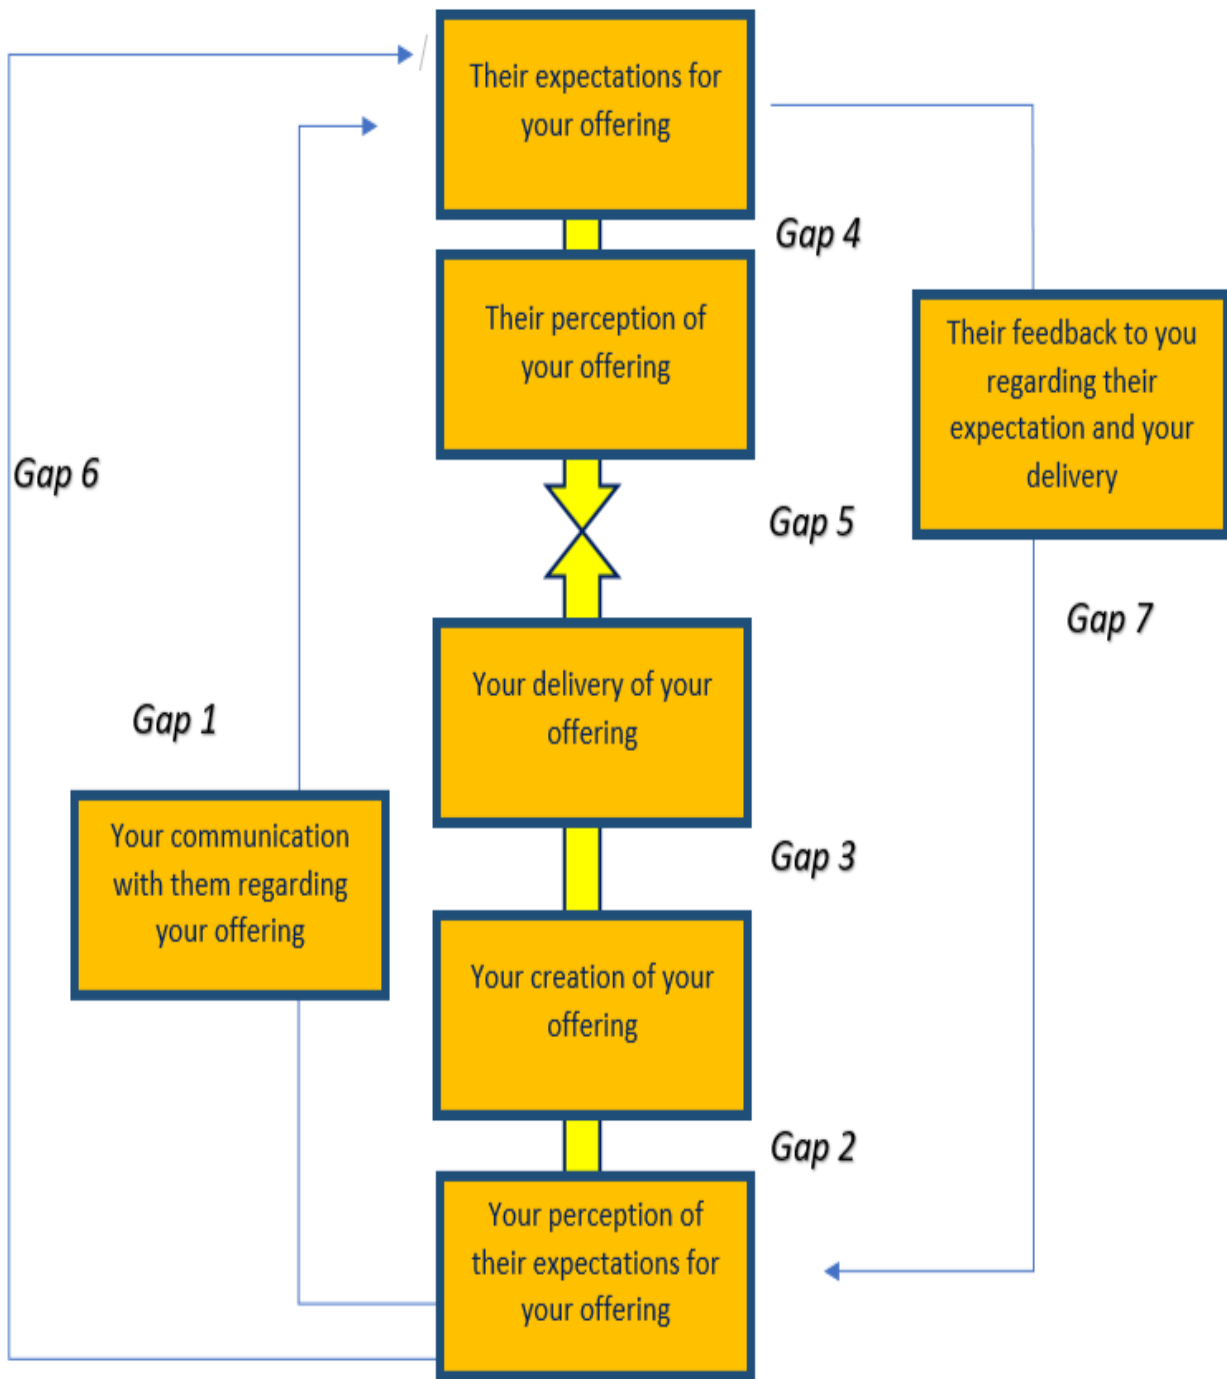 Their expectations for
your offering
Gap 4
Their perception of
your offering
Their feedback to you
regarding their
expectation and your
delivery
Gap 6
Gap 5
Gap 7
Your delivery of your
offering
Gap 1
Your communication
with them regarding
your offering
Gap 3
Your creation of your
offering
Gap 2
Your perception of
their expectations for
your offering